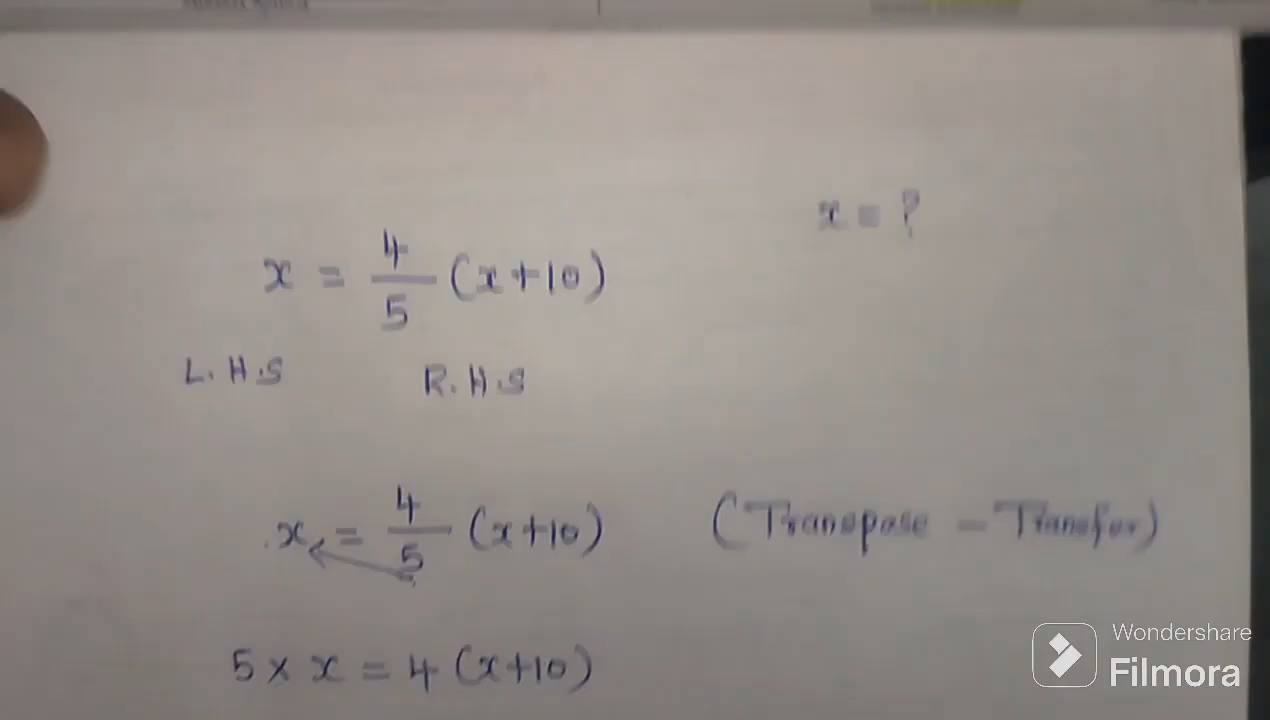 x = ?
x = 4/5 (x+10)
L.H.S R.H.S
x = 4/5 (x+10) (Transpose - Transfer)
5 × x = 4 (x+10)
Wondershare
Filmora